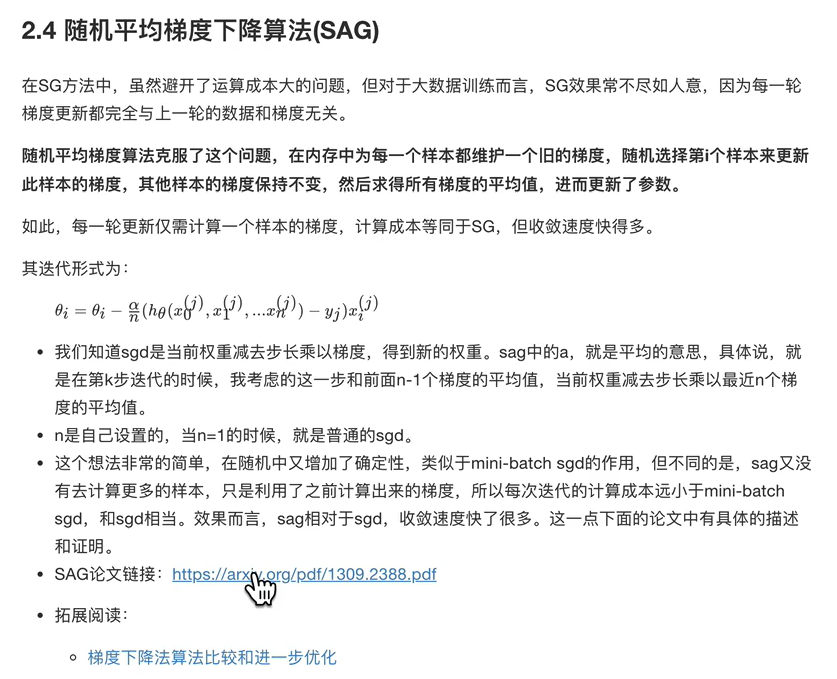 2.4 随机平均梯度下降算法(SAG)
在SG方法中，虽然避开了运算成本大的问题，但对于大数据训练而言，SG效果常不尽如人意，因为每一轮
梯度更新都完全与上一轮的数据和梯度无关。
随机平均梯度算法克服了这个问题，在内存中为每一个样本都维护一个旧的梯度，随机选择第i个样本来更新
此样本的梯度，其他样本的梯度保持不变，然后求得所有梯度的平均值，进而更新了参数。
如此，每一轮更新仅需计算一个样本的梯度，计算成本等同于SG，但收敛速度快得多。
其迭代形式为：
θ_i = θ_i − α/n (h_θ(x_0^(j), x_1^(j), ...x_n^(j)) − y_j)x_i^(j)
• 我们知道sgd是当前权重减去步长乘以梯度，得到新的权重。sag中的a，就是平均的意思，具体说，就
是在第k步迭代的时候，我考虑的这一步和前面n-1个梯度的平均值，当前权重减去步长乘以最近n个梯
度的平均值。
• n是自己设置的，当n=1的时候，就是普通的sgd。
• 这个想法非常的简单，在随机中又增加了确定性，类似于mini-batch sgd的作用，但不同的是，sag又没
有去计算更多的样本，只是利用了之前计算出来的梯度，所以每次迭代的计算成本远小于mini-batch
sgd，和sgd相当。效果而言，sag相对于sgd，收敛速度快了很多。这一点下面的论文中有具体的描述
和证明。
• SAG论文链接：https://arxiv.org/pdf/1309.2388.pdf
• 拓展阅读：
◦ 梯度下降法算法比较和进一步优化